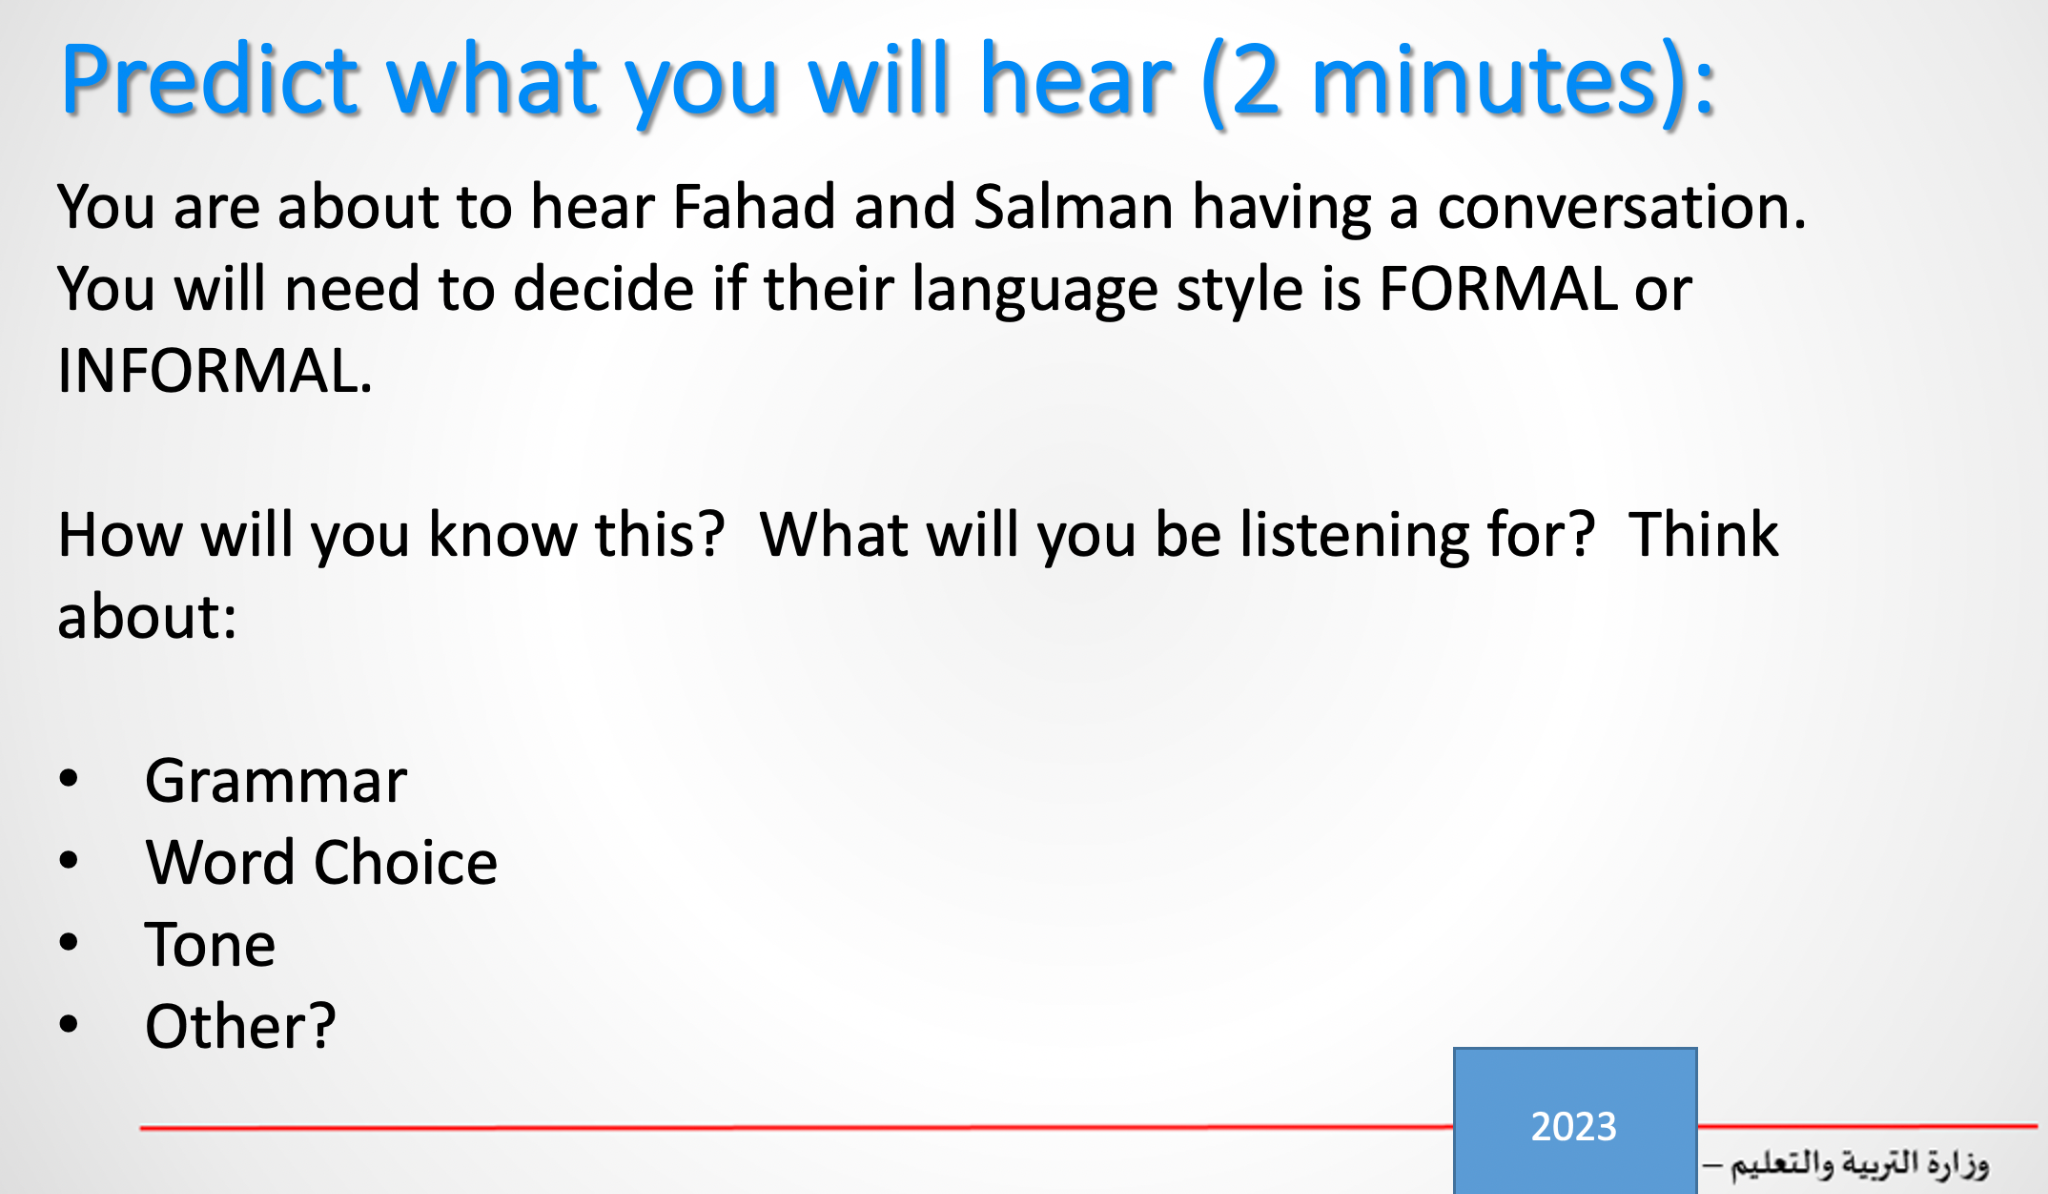 Predict what you will hear (2 minutes):
You are about to hear Fahad and Salman having a conversation.
You will need to decide if their language style is FORMAL or
INFORMAL.
How will you know this?  What will you be listening for?  Think
about:
• Grammar
• Word Choice
• Tone
• Other?
2023
وزارة التربية والتعليم –